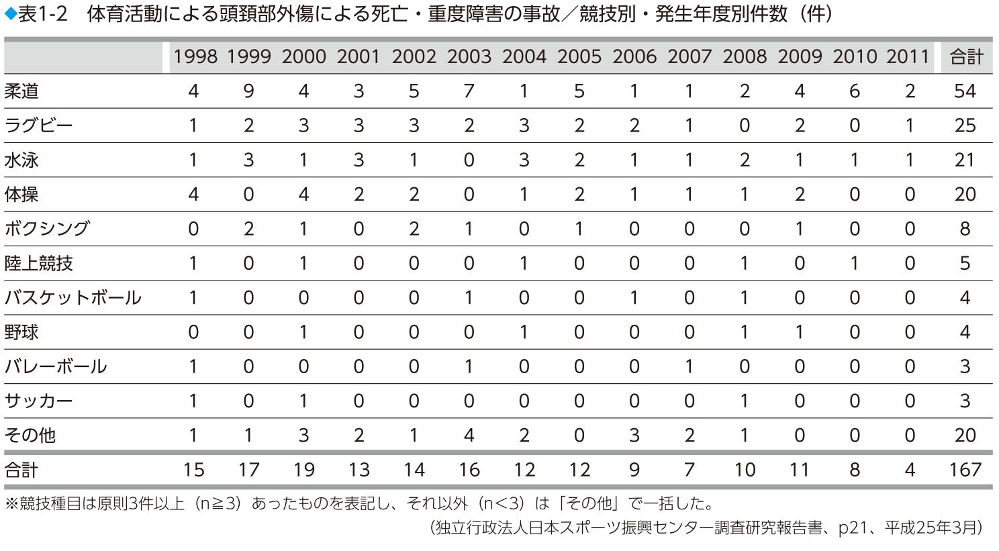 ◆表1-2 体育活動による頭頚部外傷による死亡・重度障害の事故／競技別・発生年度別件数（件）
1998 1999 2000 2001 2002 2003 2004 2005 2006 2007 2008 2009 2010 2011 合計
柔道 4 9 4 3 5 7 1 5 1 1 2 4 6 2 54
ラグビー 1 2 3 3 3 2 3 2 2 1 0 2 0 1 25
水泳 1 3 1 3 1 0 3 2 1 1 2 1 1 1 21
体操 4 0 4 2 2 0 1 2 1 1 1 2 0 0 20
ボクシング 0 2 1 0 2 1 0 1 0 0 0 1 0 0 8
陸上競技 1 0 1 0 0 0 1 0 0 0 1 0 1 0 5
バスケットボール 1 0 0 0 0 1 0 0 1 0 1 0 0 0 4
野球 0 0 1 0 0 0 1 0 0 0 1 1 0 0 4
バレーボール 1 0 0 0 0 1 0 0 0 1 0 0 0 0 3
サッカー 1 0 1 0 0 0 0 0 0 0 1 0 0 0 3
その他 1 1 3 2 1 4 2 0 3 2 1 0 0 0 20
合計 15 17 19 13 14 16 12 12 9 7 10 11 8 4 167
※競技種目は原則3件以上（n≧3）あったものを表記し、それ以外（n＜3）は「その他」で一括した。
（独立行政法人日本スポーツ振興センター調査研究報告書、p21、平成25年3月）